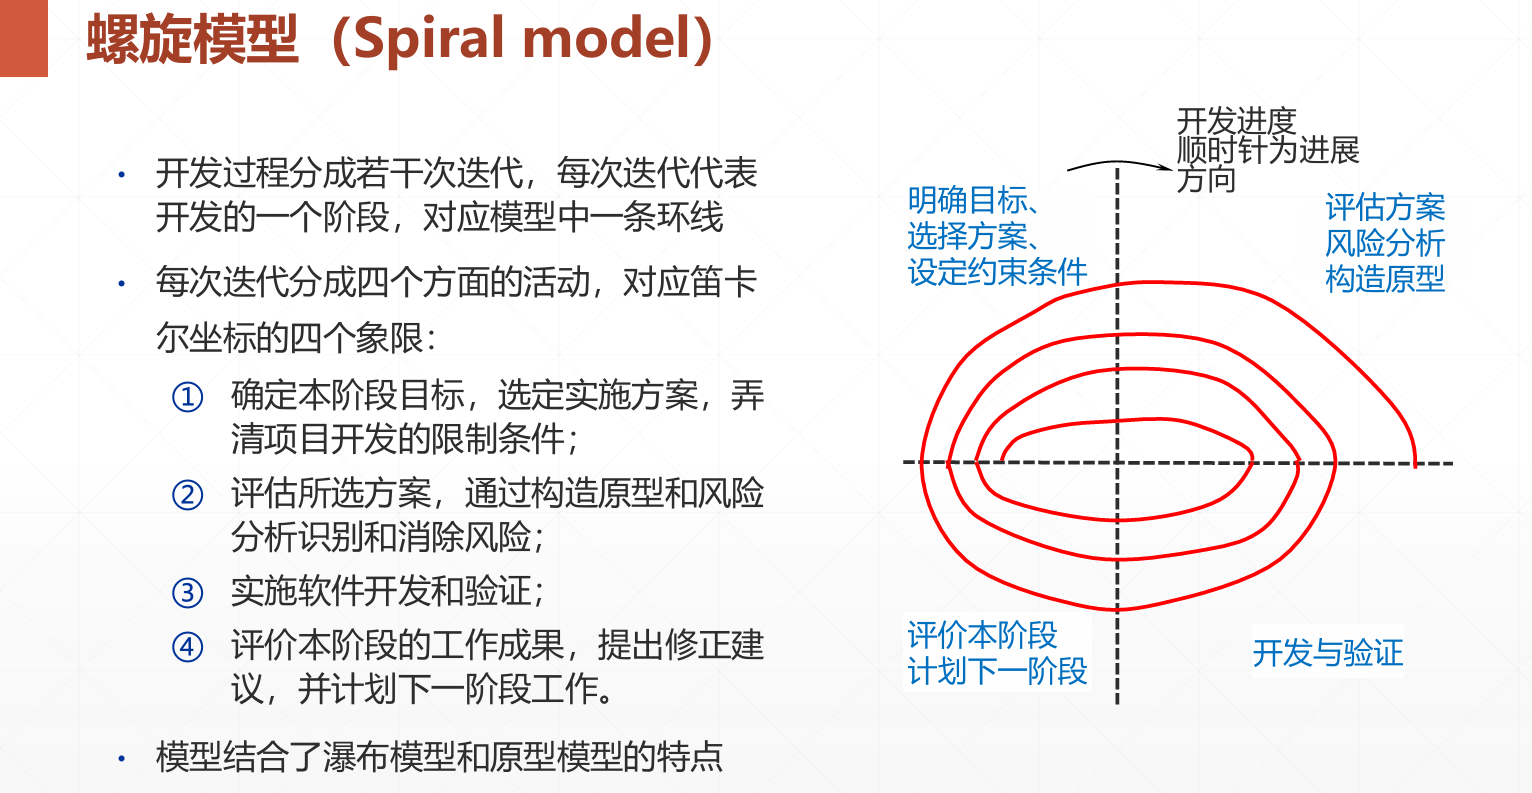 螺旋模型（Spiral model）
• 开发过程分成若干次迭代，每次迭代代表
开发的一个阶段，对应模型中一条环线
• 每次迭代分成四个方面的活动，对应笛卡
尔坐标的四个象限：
① 确定本阶段目标，选定实施方案，弄
清项目开发的限制条件；
② 评估所选方案，通过构造原型和风险
分析识别和消除风险；
③ 实施软件开发和验证；
④ 评价本阶段的工作成果，提出修正建
议，并计划下一阶段工作。
• 模型结合了瀑布模型和原型模型的特点
开发进度
顺时针为进展
方向
明确目标、
选择方案、
设定约束条件
评估方案
风险分析
构造原型
评价本阶段
计划下一阶段
开发与验证